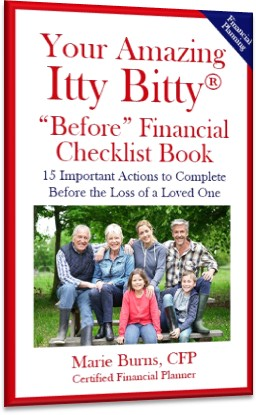 Financial
Planning
Your Amazing
Itty Bitty®
“Before” Financial
Checklist Book
15 Important Actions to Complete
Before the Loss of a Loved One
Marie Burns, CFP
Certified Financial Planner